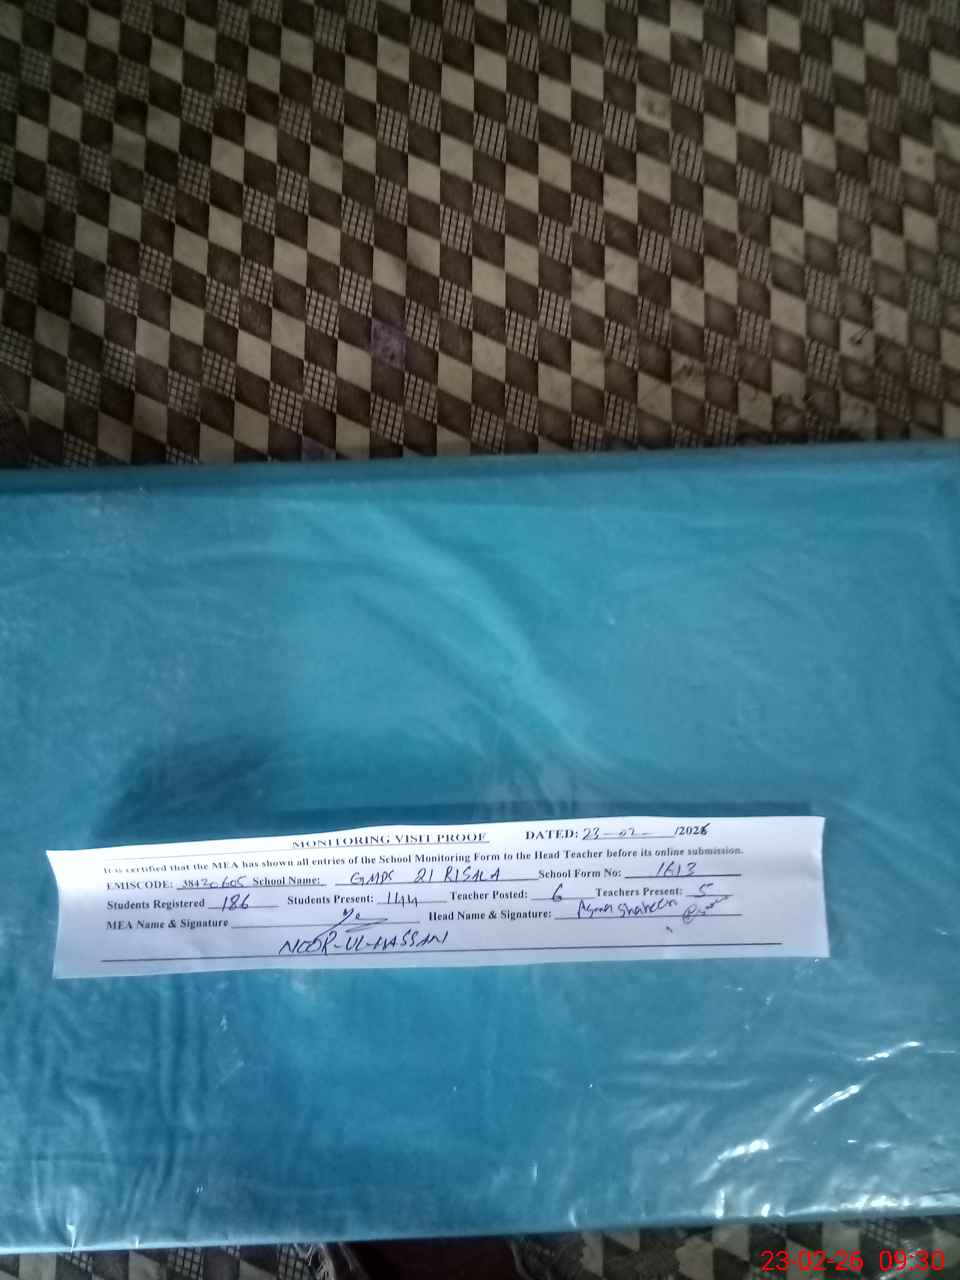 MONITORING VISIT PROOF DATED: 23-02-/2026
It is certified that the MEA has shown all entries of the School Monitoring Form to the Head Teacher before its online submission.
EMISCODE: 38420605 School Name: GMPS 21 RISALA School Form No: 1613
Students Registered 186 Students Present: 144 Teacher Posted: 6 Teachers Present: 5
MEA Name & Signature Head Name & Signature: Asma Shaheen
NOOR-UL-HASSAN
23-02-26 09:30